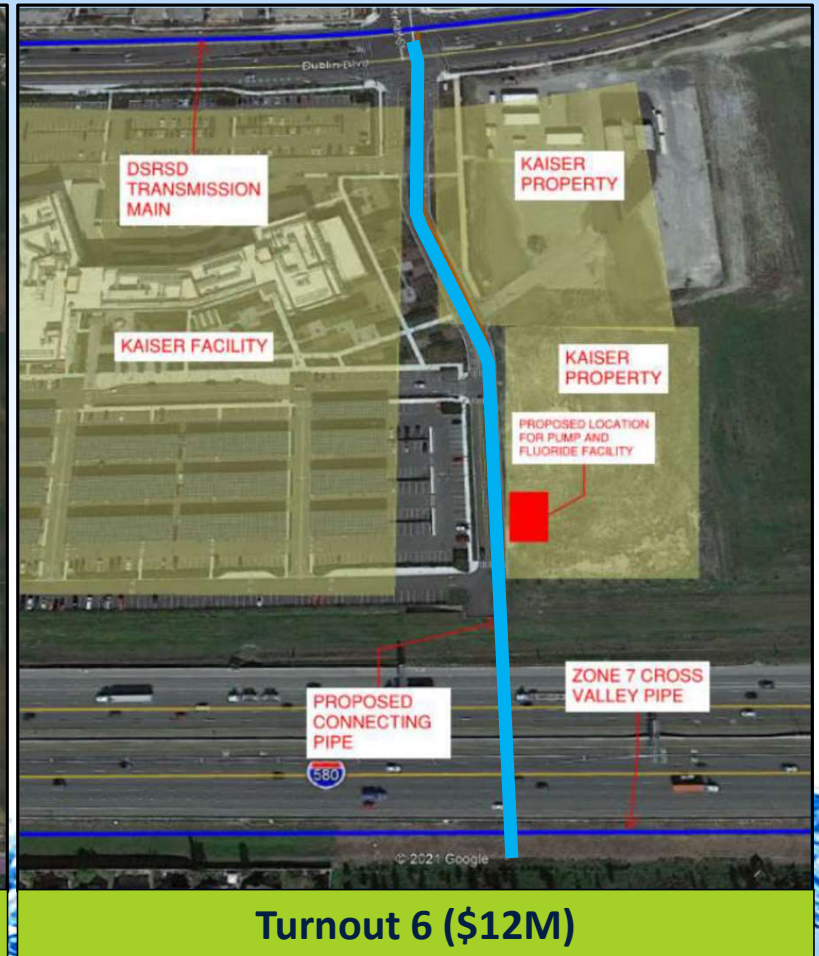 Dublin Blvd
DSRSD
TRANSMISSION
MAIN
KAISER
PROPERTY
KAISER FACILITY
KAISER
PROPERTY
PROPOSED LOCATION
FOR PUMP AND
FLUORIDE FACILITY
ZONE 7 CROSS
VALLEY PIPE
PROPOSED
CONNECTING
PIPE
580
© 2021 Google
Turnout 6 ($12M)